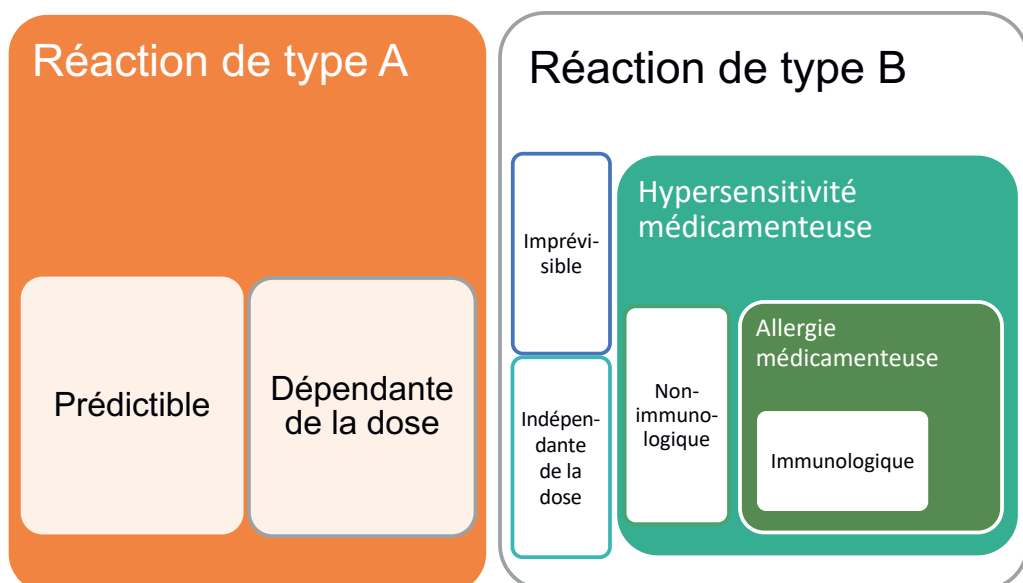 Réaction de type A
Prédictible
Dépendante
de la dose
Réaction de type B
Imprévi-
sible
Indépen-
dante
de la
dose
Hypersensitivité
médicamenteuse
Non-
immuno-
logique
Allergie
médicamenteuse
Immunologique